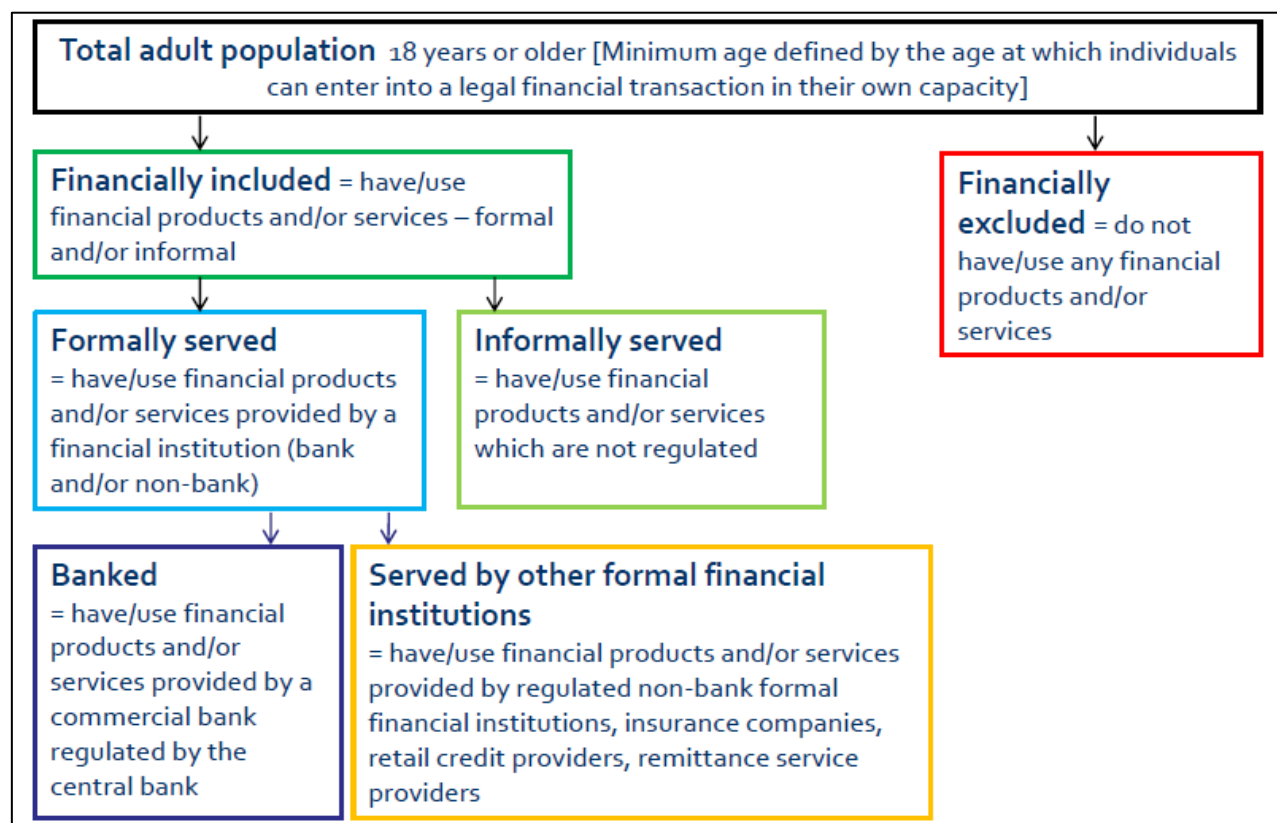 Total adult population 18 years or older [Minimum age defined by the age at which individuals
can enter into a legal financial transaction in their own capacity]
Financially included = have/use
financial products and/or services – formal
and/or informal
Financially
excluded = do not
have/use any financial
products and/or
services
Formally served
= have/use financial products
and/or services provided by a
financial institution (bank
and/or non-bank)
Informally served
= have/use financial
products and/or services
which are not regulated
Banked
= have/use financial
products and/or
services provided by a
commercial bank
regulated by the
central bank
Served by other formal financial
institutions
= have/use financial products and/or services
provided by regulated non-bank formal
financial institutions, insurance companies,
retail credit providers, remittance service
providers